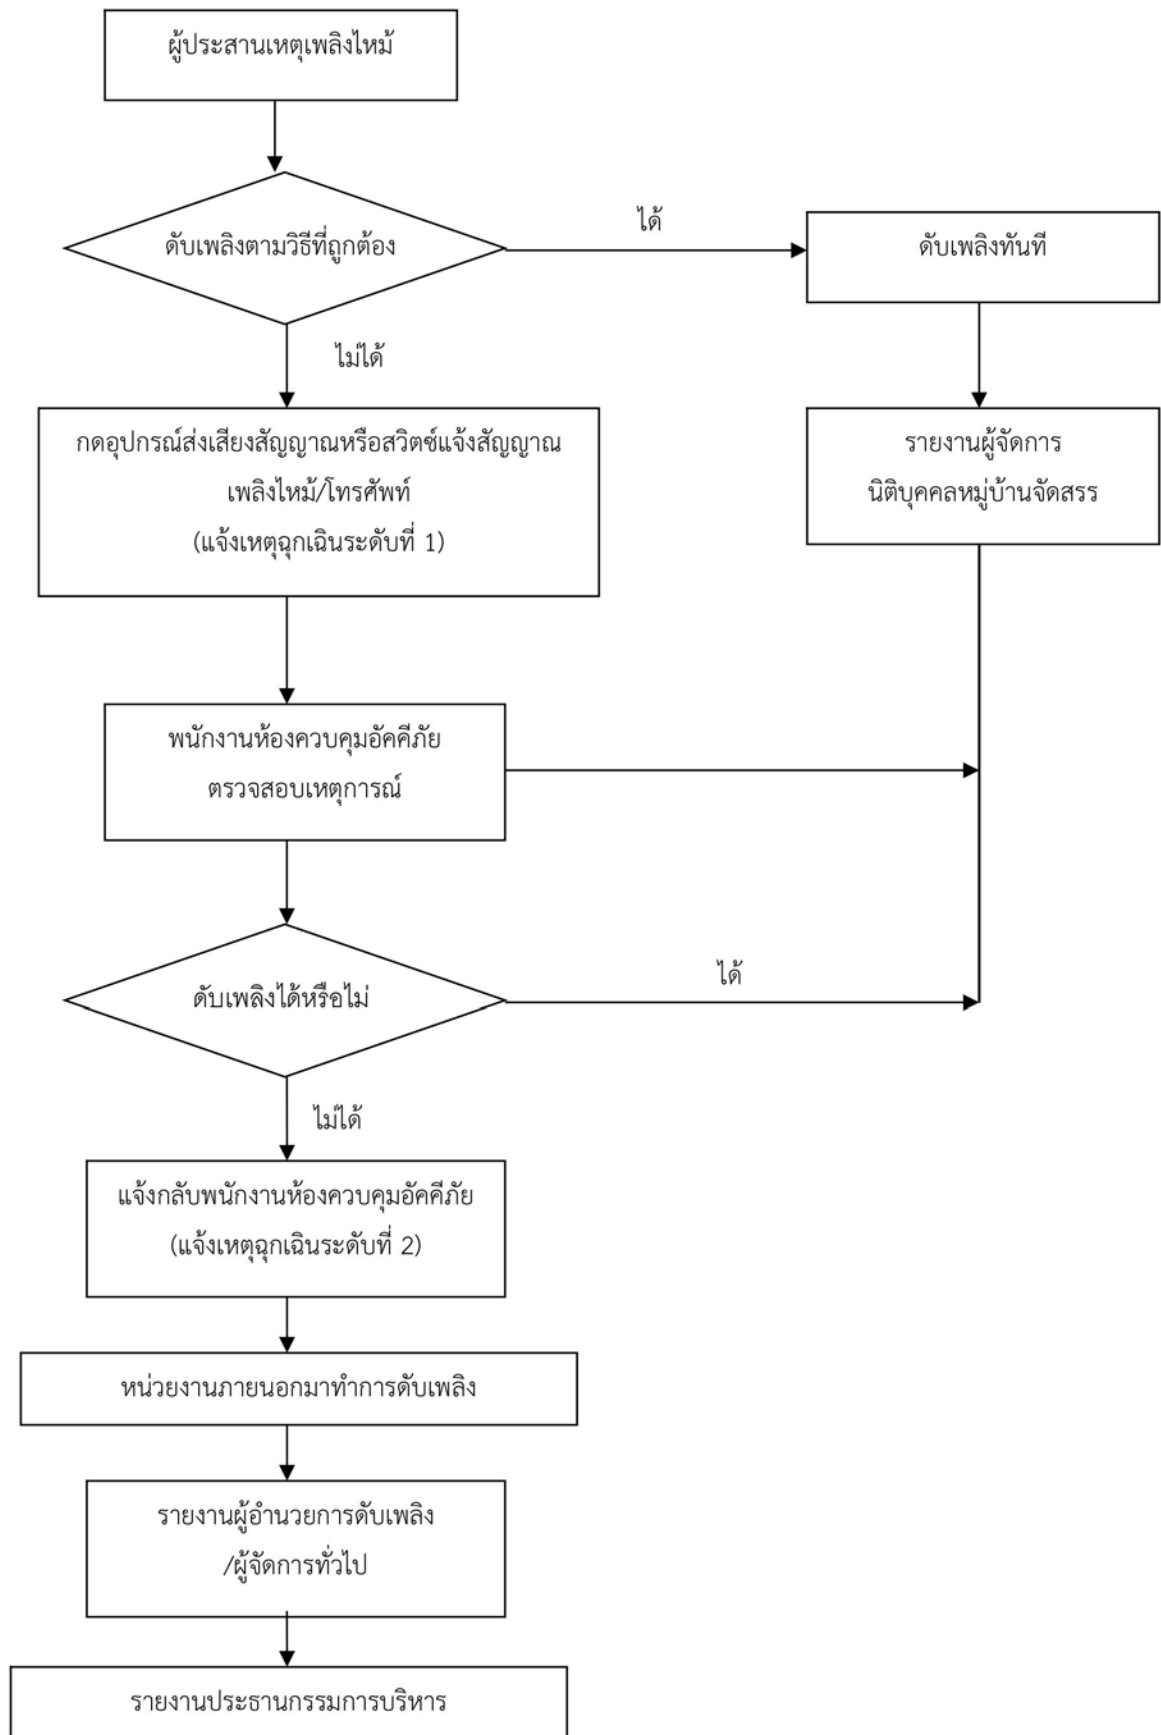 ผู้ประสานเหตุเพลิงไหม้
ดับเพลิงตามวิธีที่ถูกต้อง
ได้
ดับเพลิงทันที
ไม่ได้
กดอุปกรณ์ส่งเสียงสัญญาณหรือสวิตซ์แจ้งสัญญาณ
เพลิงไหม้/โทรศัพท์
(แจ้งเหตุฉุกเฉินระดับที่ 1)
รายงานผู้จัดการ
นิติบุคคลหมู่บ้านจัดสรร
พนักงานห้องควบคุมอัคคีภัย
ตรวจสอบเหตุการณ์
ดับเพลิงได้หรือไม่
ได้
ไม่ได้
แจ้งกลับพนักงานห้องควบคุมอัคคีภัย
(แจ้งเหตุฉุกเฉินระดับที่ 2)
หน่วยงานภายนอกมาทำการดับเพลิง
รายงานผู้อำนวยการดับเพลิง
/ผู้จัดการทั่วไป
รายงานประธานกรรมการบริหาร